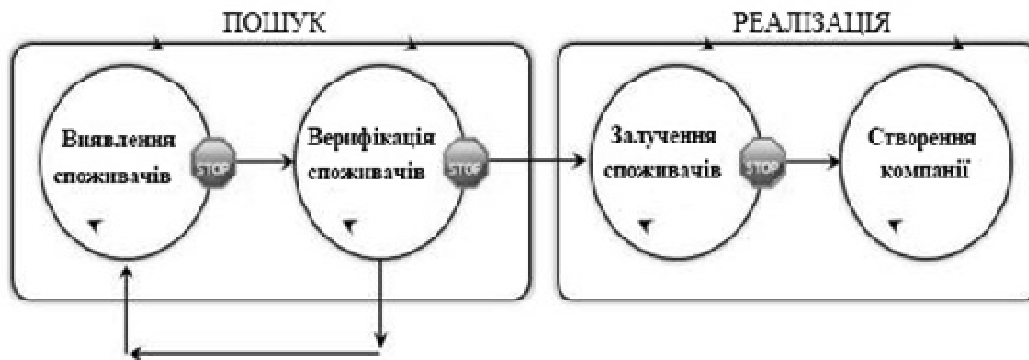 ПОШУК
РЕАЛІЗАЦІЯ
Виявлення
споживачів
STOP
Верифікація
споживачів
STOP
Залучення
споживачів
STOP
Створення
компанії